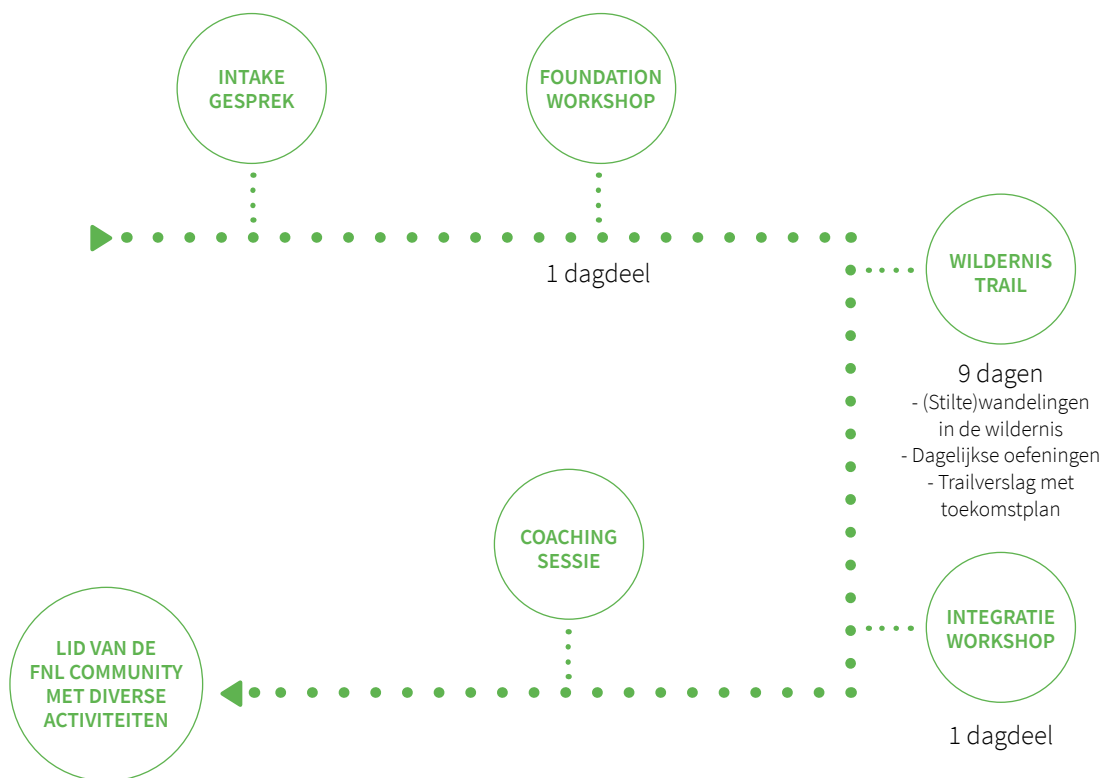 INTAKE
GESPREK
FOUNDATION
WORKSHOP
1 dagdeel
WILDERNIS
TRAIL
9 dagen
- (Stilte)wandelingen
in de wildernis
- Dagelijkse oefeningen
- Trailverslag met
toekomstplan
INTEGRATIE
WORKSHOP
1 dagdeel
COACHING
SESSIE
LID VAN DE
FNL COMMUNITY
MET DIVERSE
ACTIVITEITEN